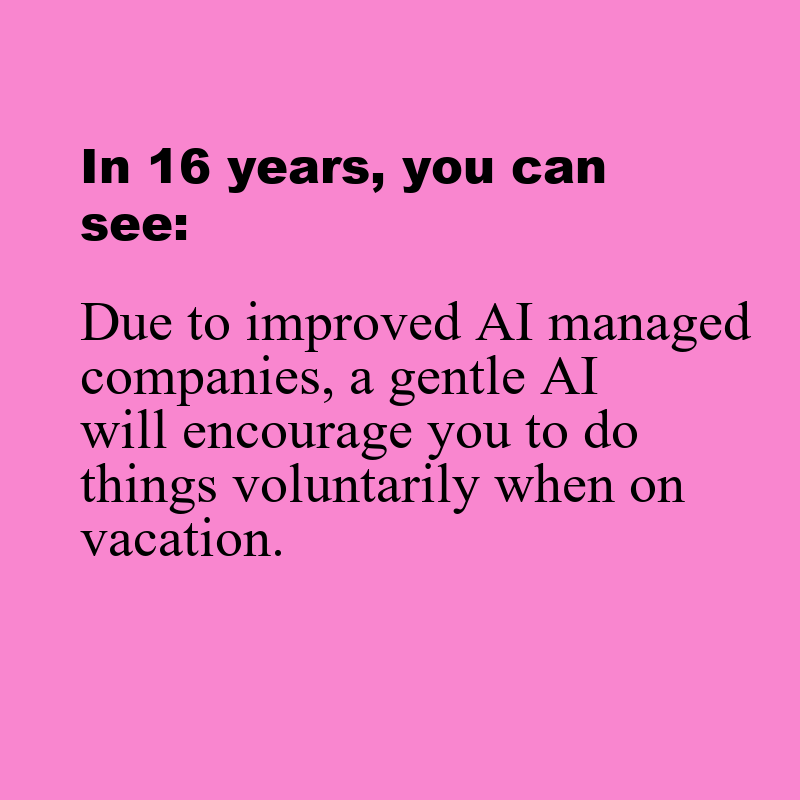 In 16 years, you can
see:
Due to improved AI managed
companies, a gentle AI
will encourage you to do
things voluntarily when on
vacation.